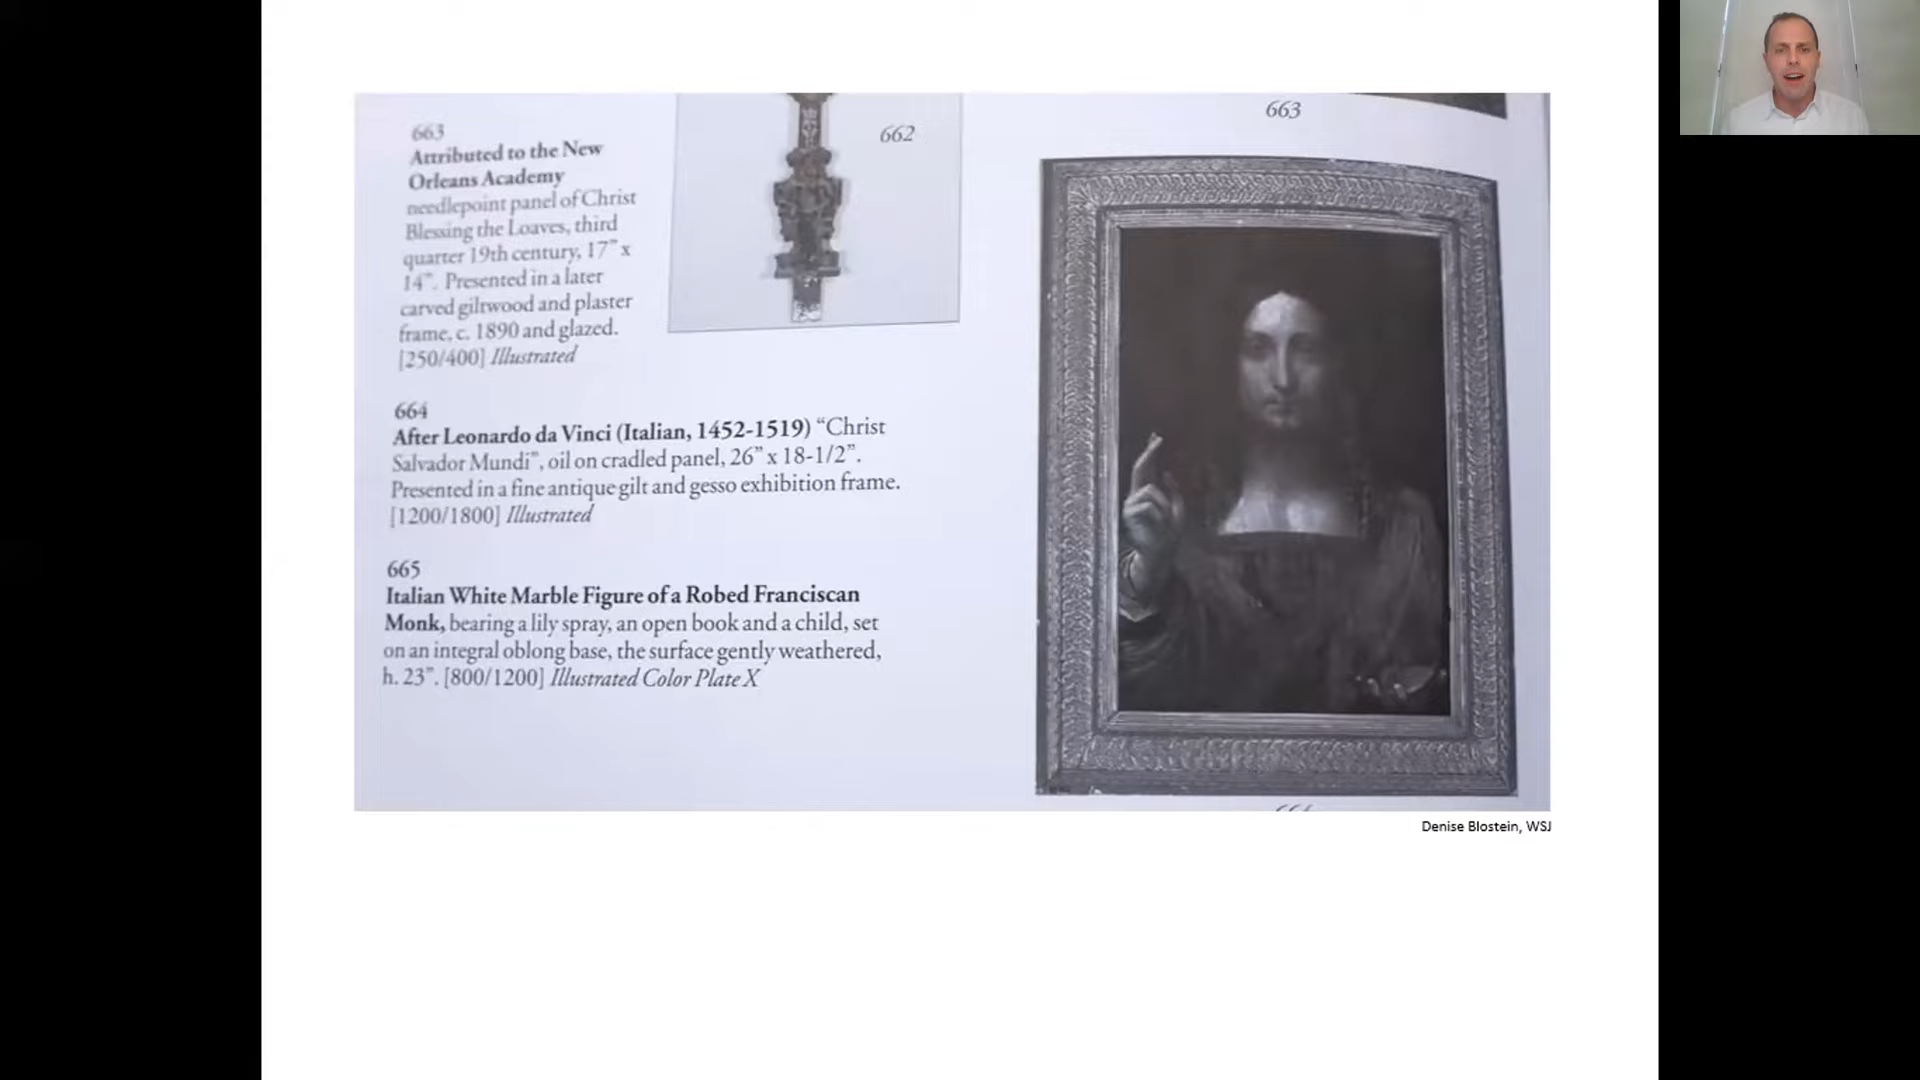 663
Attributed to the New
Orleans Academy
needlepoint panel of Christ
Blessing the Loaves, third
quarter 19th century, 17” x
14”. Presented in a later
carved giltwood and plaster
frame, c. 1890 and glazed.
[250/400] Illustrated
662
664
After Leonardo da Vinci (Italian, 1452-1519) “Christ
Salvador Mundi”, oil on cradled panel, 26” x 18-1/2”.
Presented in a fine antique gilt and gesso exhibition frame.
[1200/1800] Illustrated
665
Italian White Marble Figure of a Robed Franciscan
Monk, bearing a lily spray, an open book and a child, set
on an integral oblong base, the surface gently weathered,
h. 23”. [800/1200] Illustrated Color Plate X
663
Denise Blostein, WSJ